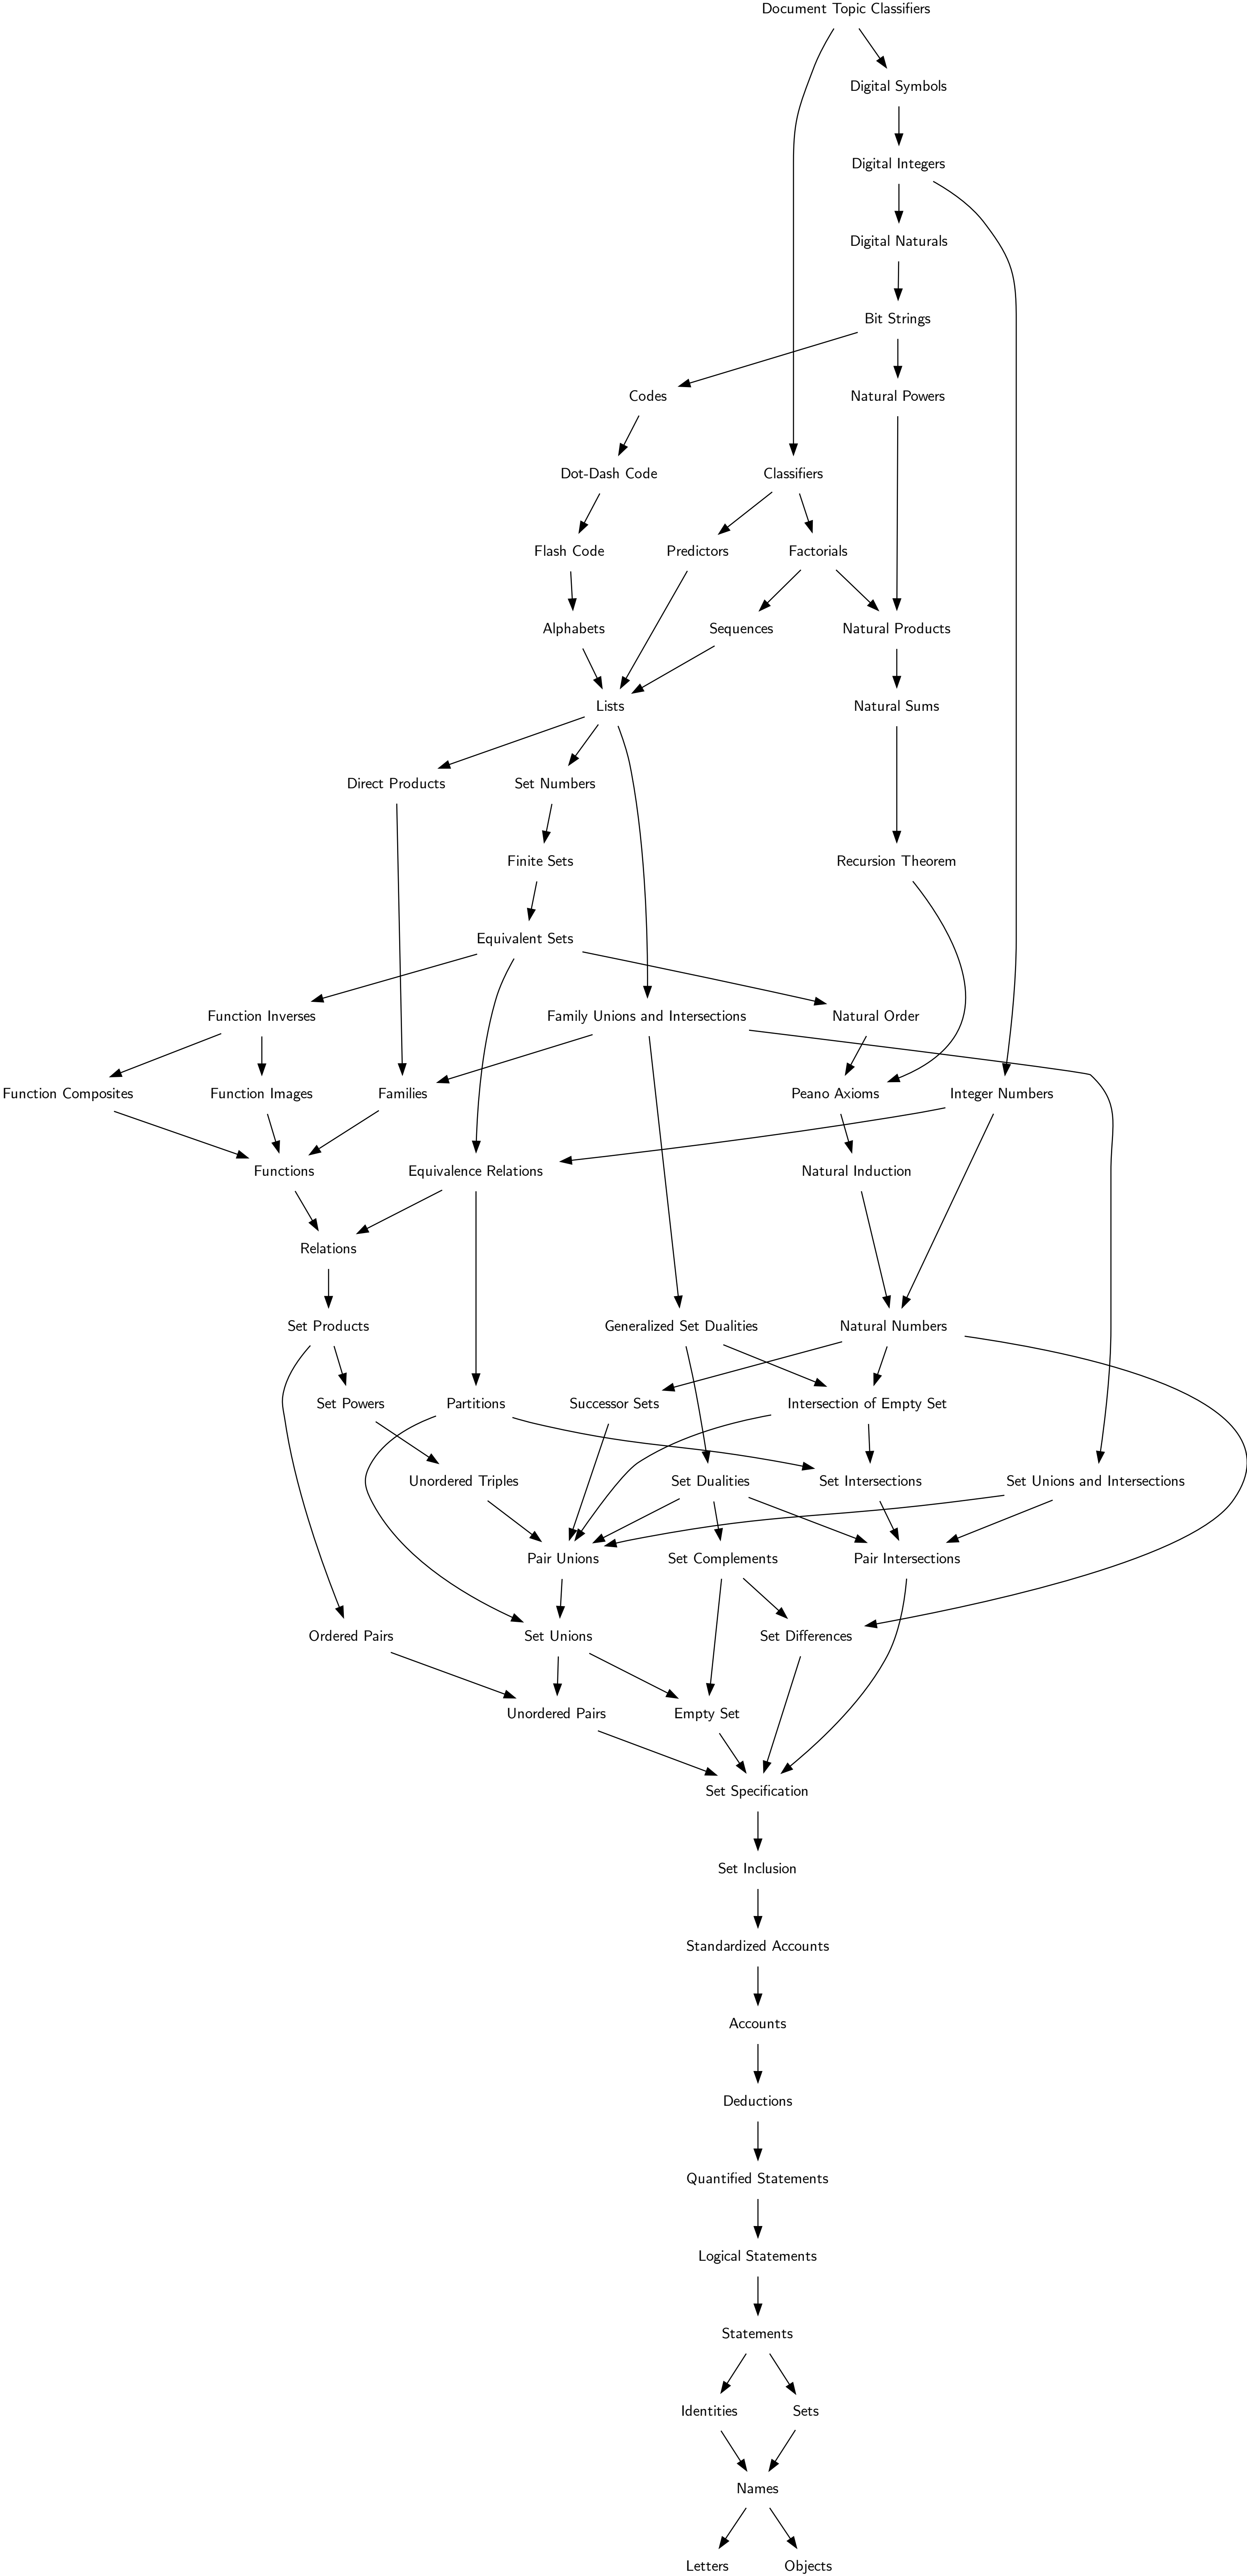 Document Topic Classifiers
Digital Symbols
Digital Integers
Digital Naturals
Bit Strings
Codes
Natural Powers
Dot-Dash Code
Classifiers
Flash Code
Predictors
Factorials
Alphabets
Sequences
Natural Products
Lists
Natural Sums
Direct Products
Set Numbers
Finite Sets
Recursion Theorem
Equivalent Sets
Function Inverses
Family Unions and Intersections
Natural Order
Function Composites
Function Images
Families
Peano Axioms
Integer Numbers
Functions
Equivalence Relations
Natural Induction
Relations
Set Products
Generalized Set Dualities
Natural Numbers
Set Powers
Partitions
Successor Sets
Intersection of Empty Set
Unordered Triples
Set Dualities
Set Intersections
Set Unions and Intersections
Pair Unions
Set Complements
Pair Intersections
Ordered Pairs
Set Unions
Set Differences
Unordered Pairs
Empty Set
Set Specification
Set Inclusion
Standardized Accounts
Accounts
Deductions
Quantified Statements
Logical Statements
Statements
Identities
Sets
Names
Letters
Objects